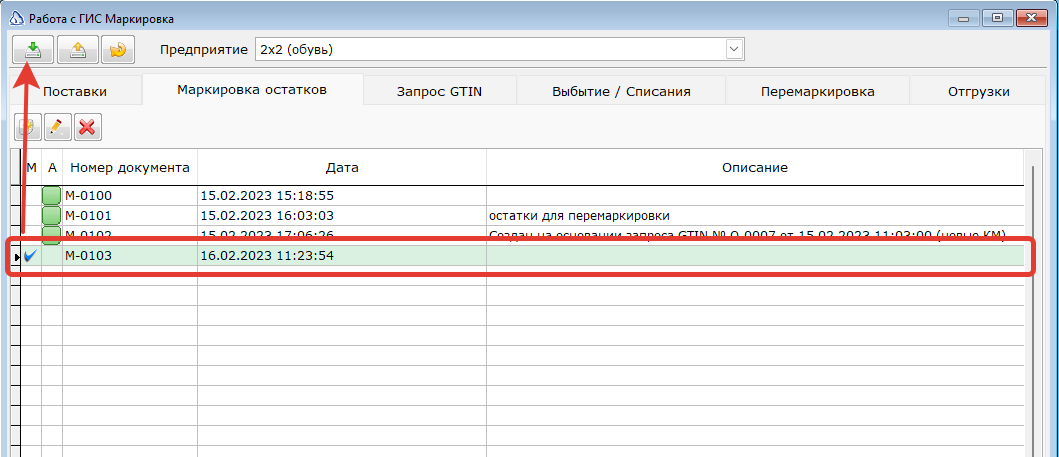 Работа с ГИС Маркировка
Предприятие 2x2 (обувь)
Поставки Маркировка остатков Запрос GTIN Выбытие / Списания Перемаркировка Отгрузки
М А Номер документа Дата Описание
М-0100 15.02.2023 15:18:55
М-0101 15.02.2023 16:03:03 остатки для перемаркировки
М-0102 15.02.2023 17:06:26 Создан на основании запроса GTIN № О-0007 от 15.02.2023 11:03:00 (новые КМ)
М-0103 16.02.2023 11:23:54